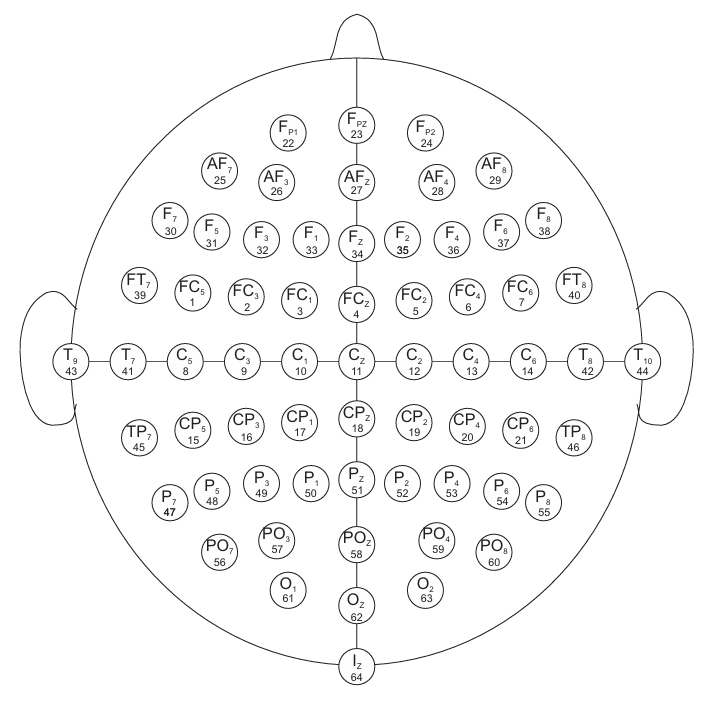 FP1 FPZ FP2
22 23 24
AF7 AF3 AFZ AF4 AF8
25 26 27 28 29
F7 F5 F3 F1 FZ F2 F4 F6 F8
30 31 32 33 34 35 36 37 38
FT7 FC5 FC3 FC1 FCZ FC2 FC4 FC6 FT8
39 1 2 3 4 5 6 7 40
T9 T7 C5 C3 C1 CZ C2 C4 C6 T8 T10
43 41 8 9 10 11 12 13 14 42 44
TP7 CP5 CP3 CP1 CPZ CP2 CP4 CP6 TP8
45 15 16 17 18 19 20 21 46
P7 P5 P3 P1 PZ P2 P4 P6 P8
47 48 49 50 51 52 53 54 55
PO7 PO3 POZ PO4 PO8
56 57 58 59 60
O1 OZ O2
61 62 63
IZ
64